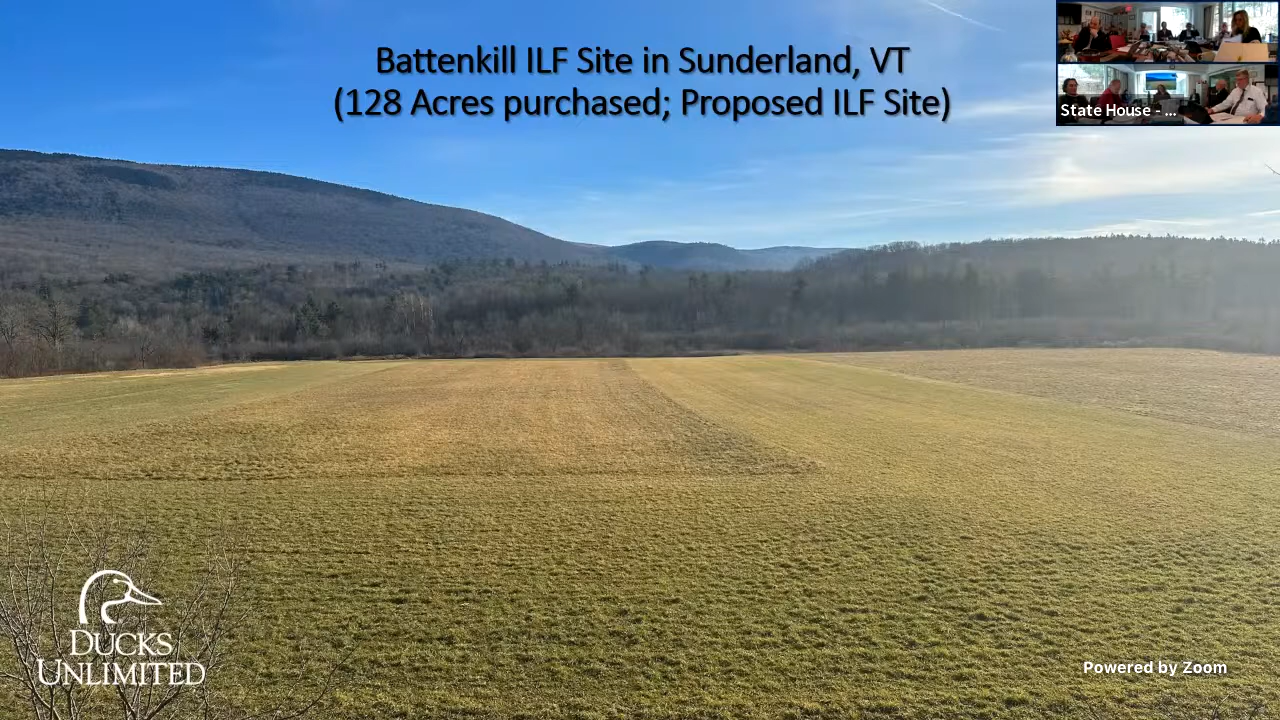 Battenkill ILF Site in Sunderland, VT
(128 Acres purchased; Proposed ILF Site)
State House - ...
DUCKS
UNLIMITED
Powered by Zoom